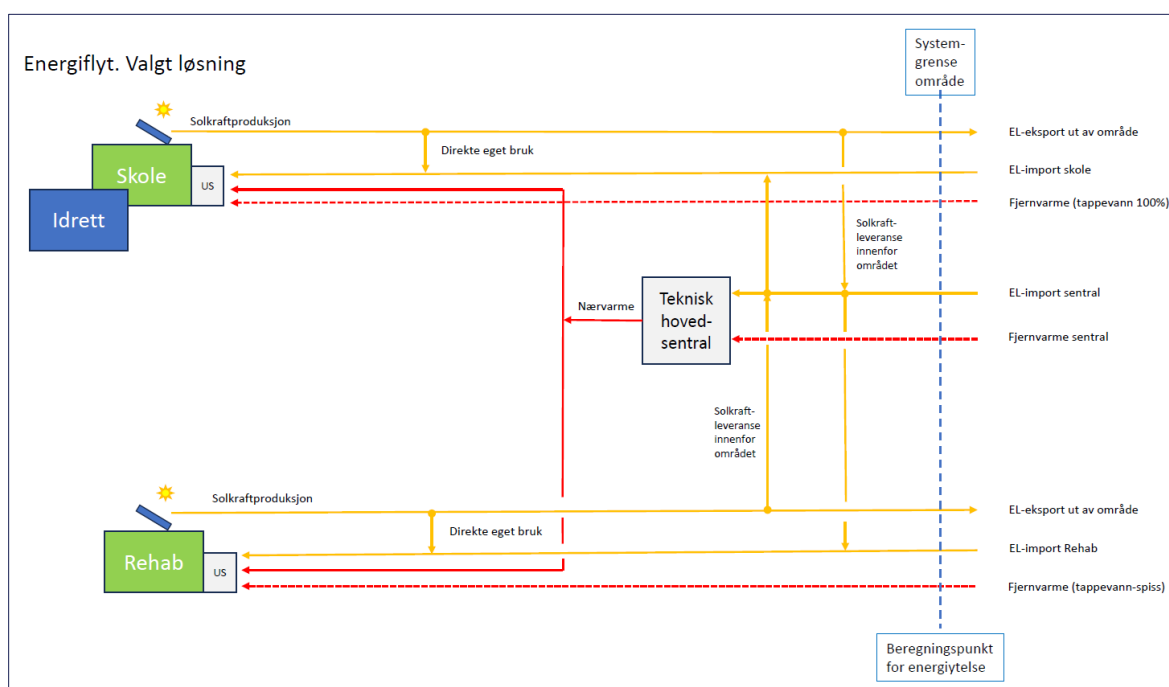 System-
grense
område
Energiflyt. Valgt løsning
Solkraftproduksjon
EL-eksport ut av område
Direkte eget bruk
Skole
US
EL-import skole
Idrett
Fjernvarme (tappevann 100%)
Solkraft-
leveranse
innenfor
området
EL-import sentral
Nærvarme
Teknisk
hoved-
sentral
Fjernvarme sentral
Solkraft-
leveranse
innenfor
området
Solkraftproduksjon
EL-eksport ut av område
Direkte eget bruk
Rehab
US
EL-import Rehab
Fjernvarme (tappevann-spiss)
Beregningspunkt
for energiytelse